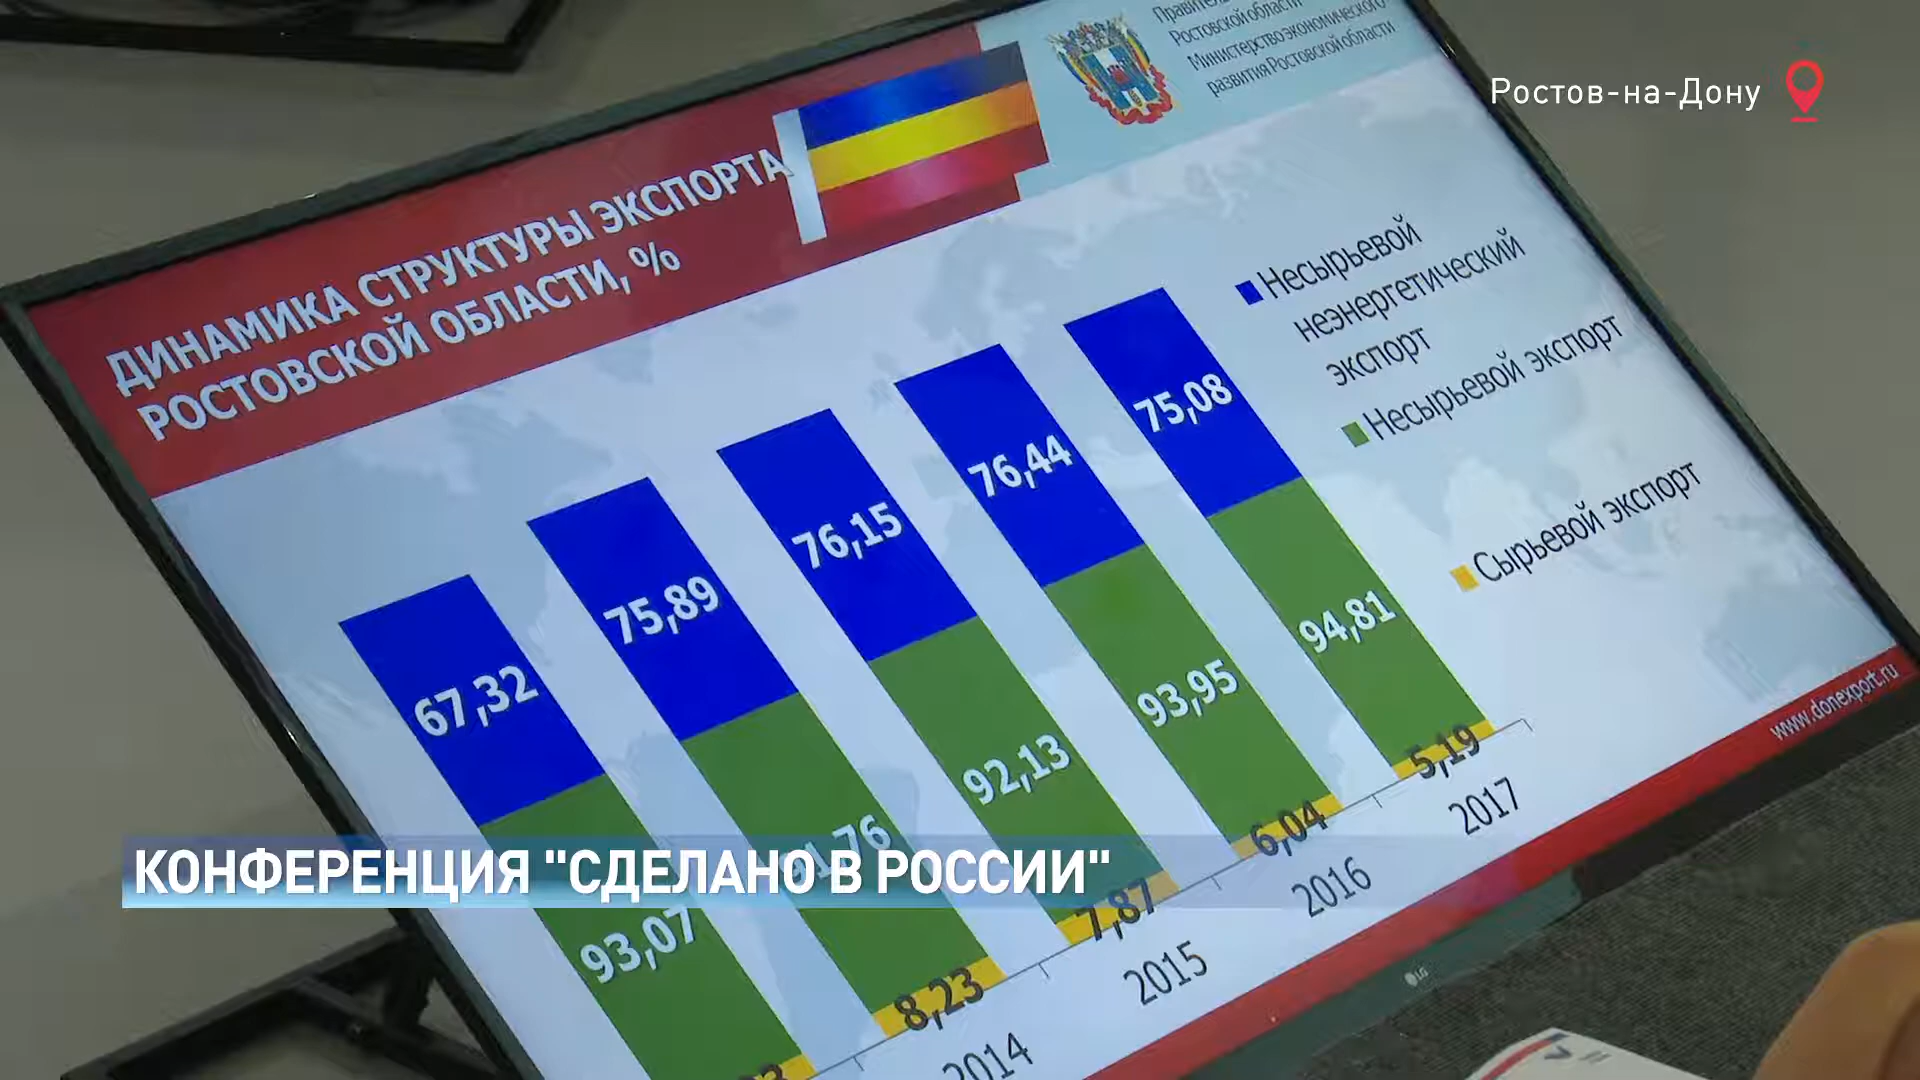 Ростовской области
Министерство экономического
развития Ростовской области
Ростов-на-Дону
ДИНАМИКА СТРУКТУРЫ ЭКСПОРТА
РОСТОВСКОЙ ОБЛАСТИ, %
Несырьевой
неэнергетический
экспорт
Несырьевой экспорт
Сырьевой экспорт
67,32
75,89
76,15
76,44
75,08
93,07
92,13
93,95
94,81
8,23
7,87
6,04
5,19
2014
2015
2016
2017
www.donexport.ru
LG
КОНФЕРЕНЦИЯ "СДЕЛАНО В РОССИИ"